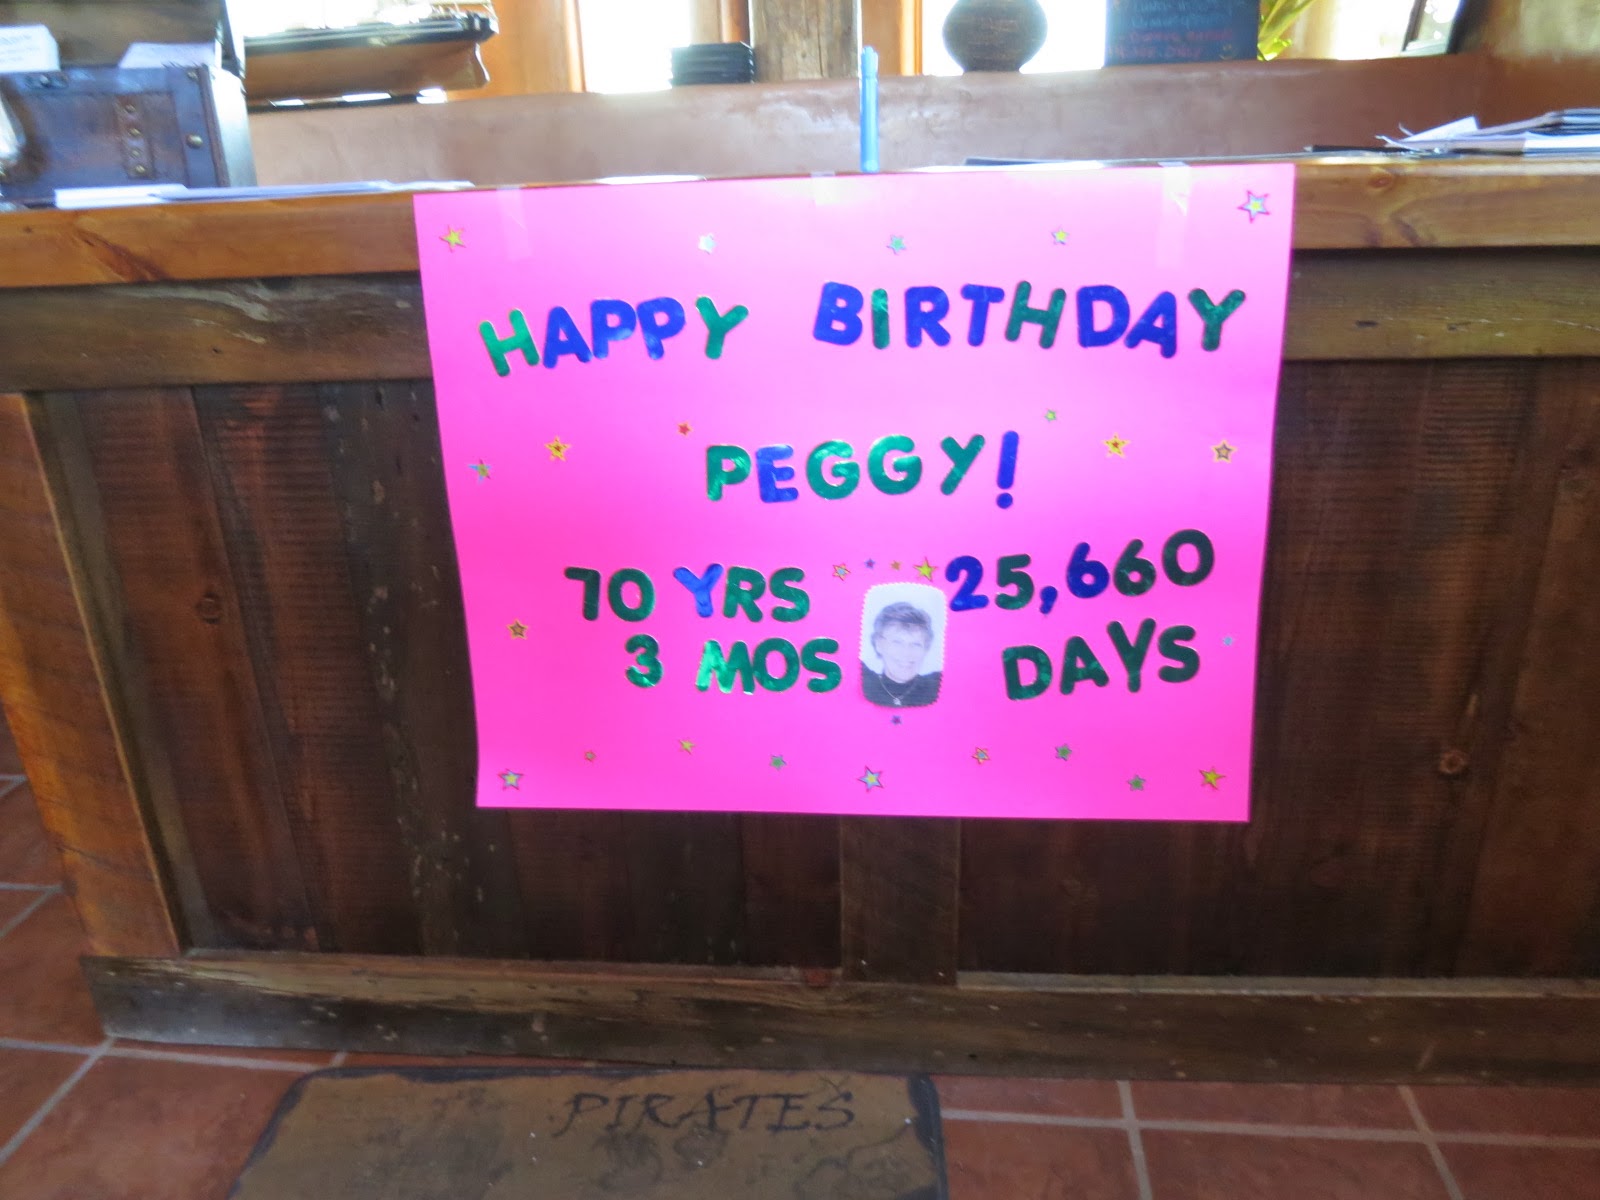 HAPPY BIRTHDAY
PEGGY!
70 YRS
3 MOS
25,660
DAYS
PIRATES